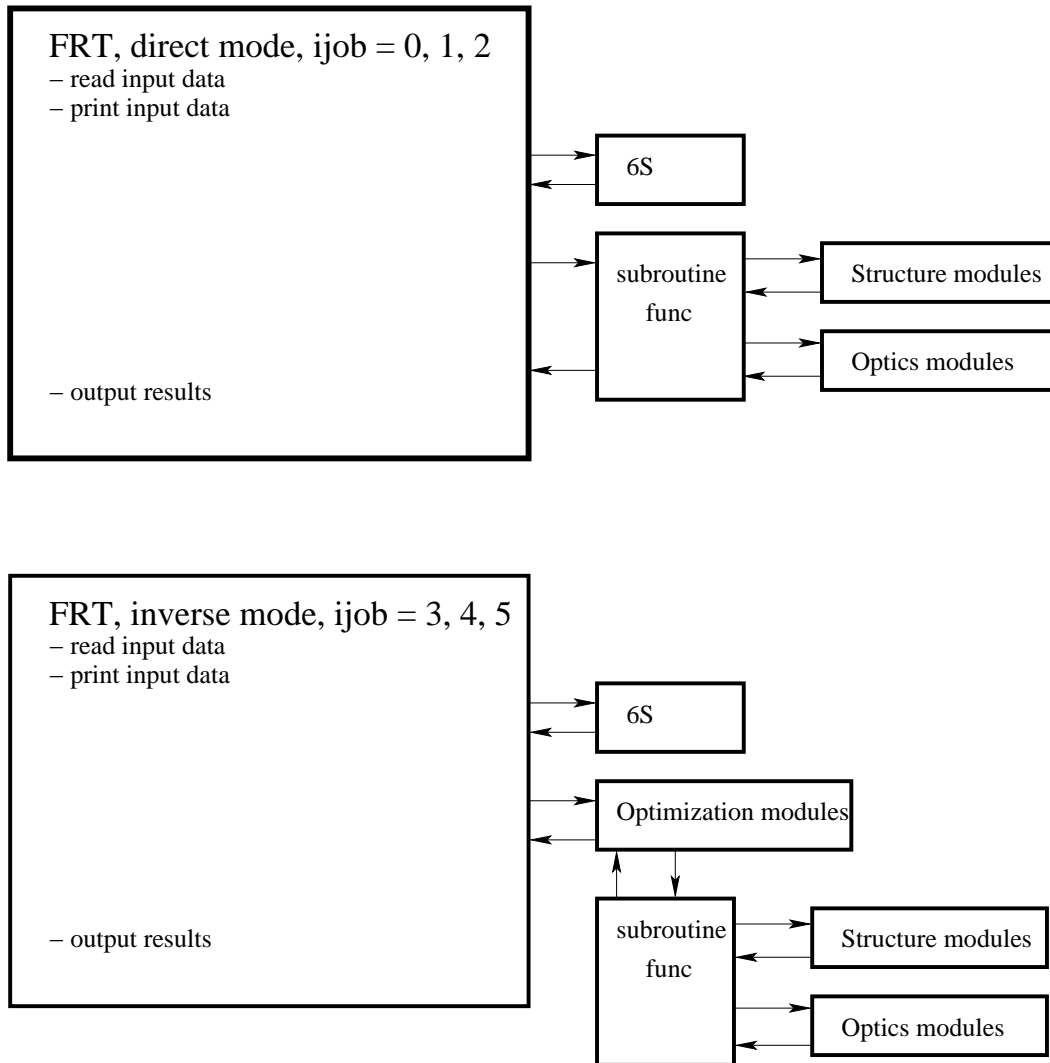 FRT, direct mode, ijob = 0, 1, 2
– read input data
– print input data
6S
subroutine
func
Structure modules
Optics modules
– output results
FRT, inverse mode, ijob = 3, 4, 5
– read input data
– print input data
6S
Optimization modules
subroutine
func
Structure modules
– output results
Optics modules